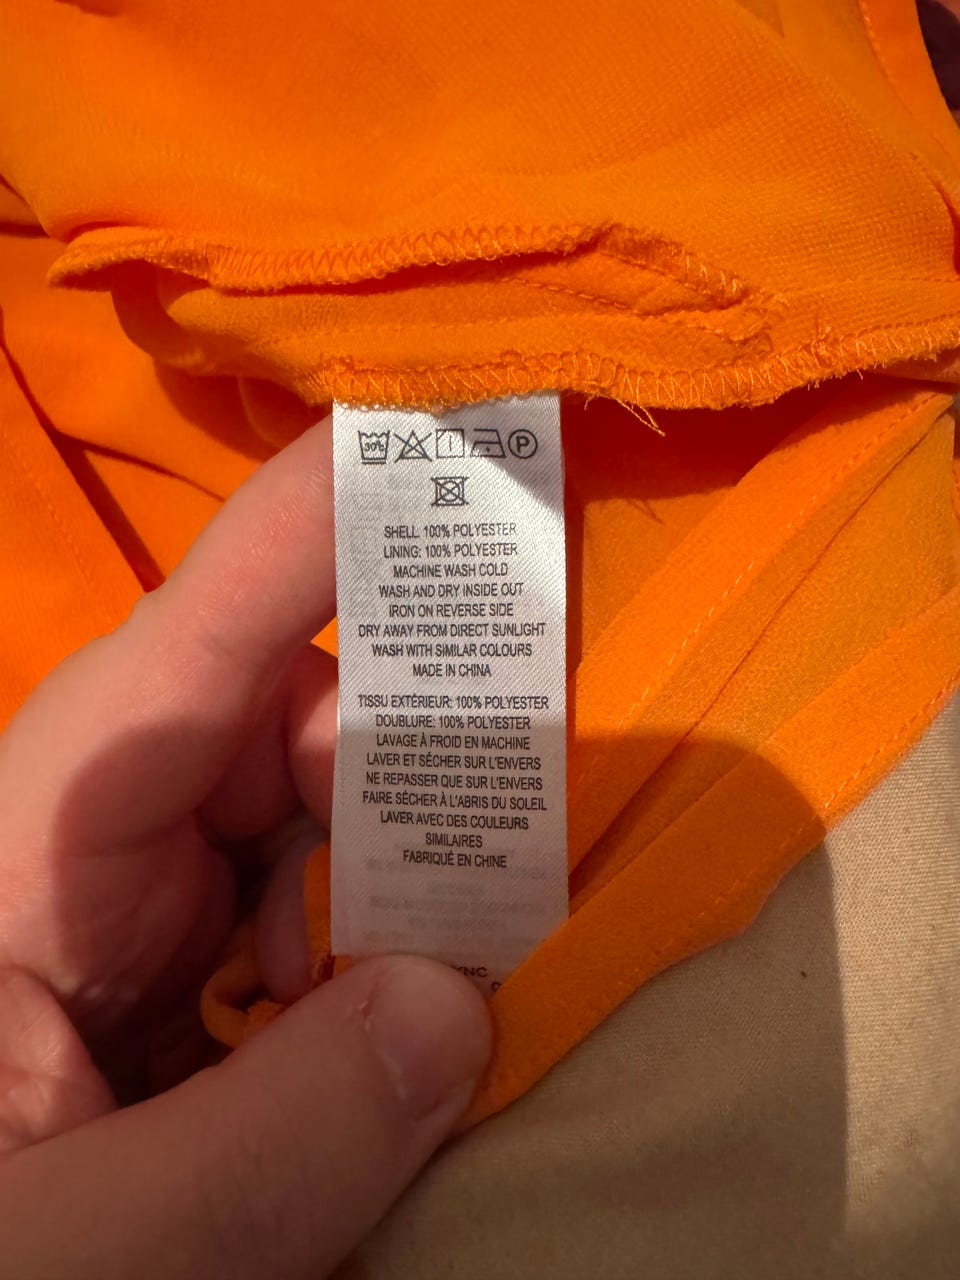 30°c
P
SHELL: 100% POLYESTER
LINING: 100% POLYESTER
MACHINE WASH COLD
WASH AND DRY INSIDE OUT
IRON ON REVERSE SIDE
DRY AWAY FROM DIRECT SUNLIGHT
WASH WITH SIMILAR COLOURS
MADE IN CHINA
TISSU EXTÉRIEUR: 100% POLYESTER
DOUBLURE: 100% POLYESTER
LAVAGE À FROID EN MACHINE
LAVER ET SÉCHER SUR L'ENVERS
NE REPASSER QUE SUR L'ENVERS
FAIRE SÉCHER À L'ABRIS DU SOLEIL
LAVER AVEC DES COULEURS
SIMILAIRES
FABRIQUÉ EN CHINE